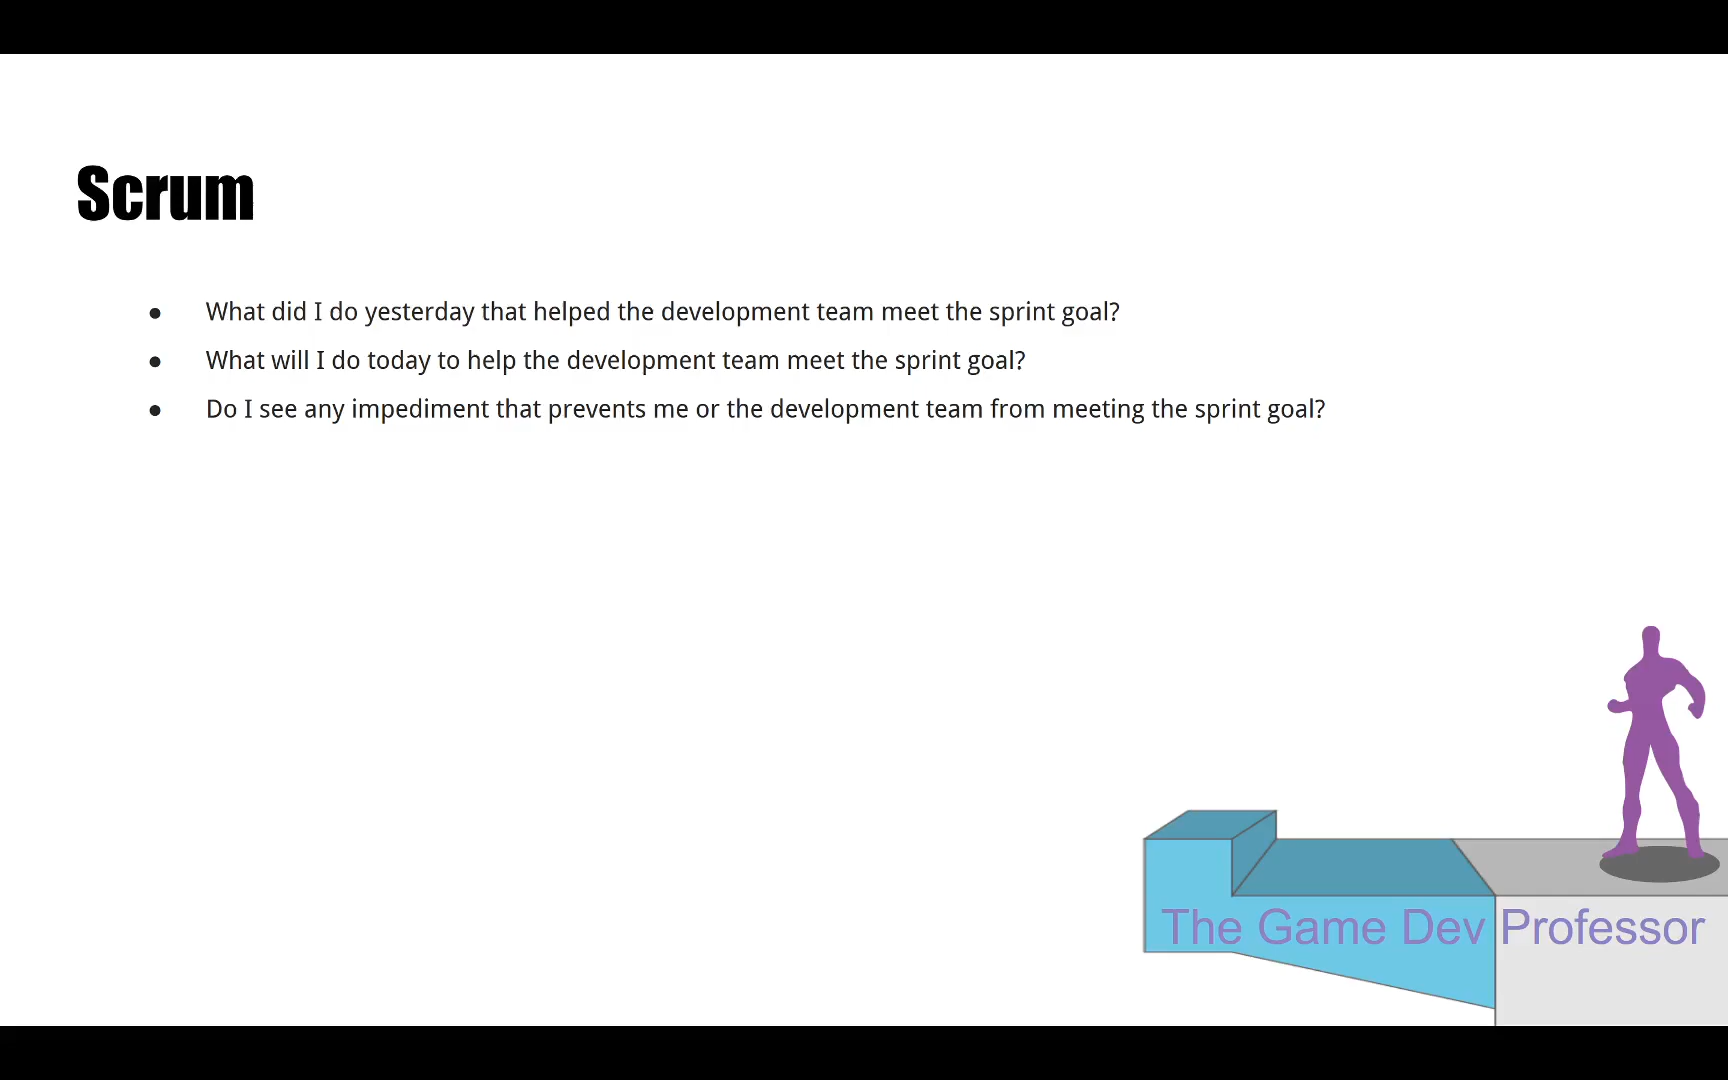 Scrum
● What did I do yesterday that helped the development team meet the sprint goal?
● What will I do today to help the development team meet the sprint goal?
● Do I see any impediment that prevents me or the development team from meeting the sprint goal?
The Game Dev Professor